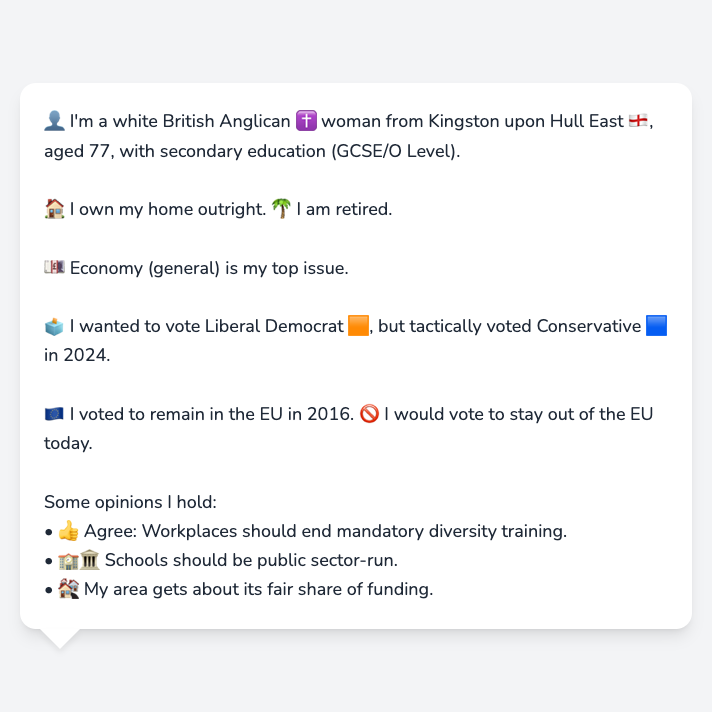 👤 I'm a white British Anglican ✝️ woman from Kingston upon Hull East 🏴󠁧󠁢󠁥󠁮󠁧󠁿,
aged 77, with secondary education (GCSE/O Level).
🏠 I own my home outright. 🌴 I am retired.
💷 Economy (general) is my top issue.
🗳️ I wanted to vote Liberal Democrat 🟧, but tactically voted Conservative 🟦
in 2024.
🇪🇺 I voted to remain in the EU in 2016. 🚫 I would vote to stay out of the EU
today.
Some opinions I hold:
• 👍 Agree: Workplaces should end mandatory diversity training.
• 🏫🏛️ Schools should be public sector-run.
• 🏘️ My area gets about its fair share of funding.